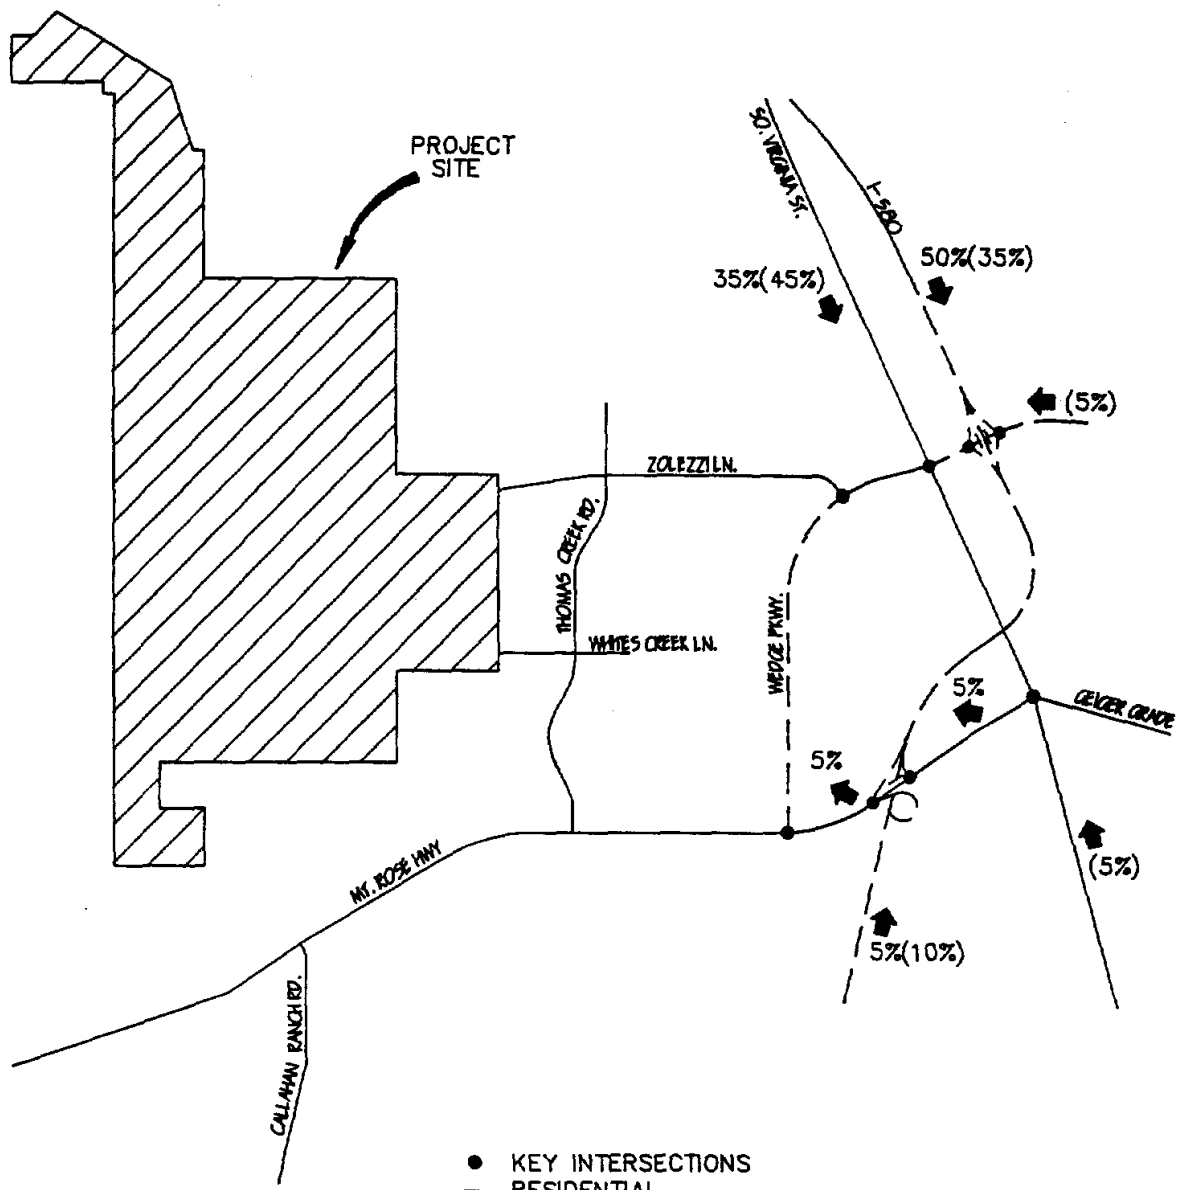 PROJECT
SITE
SO. VIRGINIA ST.
I-580
50%(35%)
35%(45%)
(5%)
ZOLEZZI LN.
THOMAS CREEK RD.
WHITES CREEK LN.
WEDGE PKWY.
5%
GEIGER GRADE
5%
(5%)
MT. ROSE HWY
5%(10%)
CALLAHAN RANCH RD.
KEY INTERSECTIONS
RESIDENTIAL